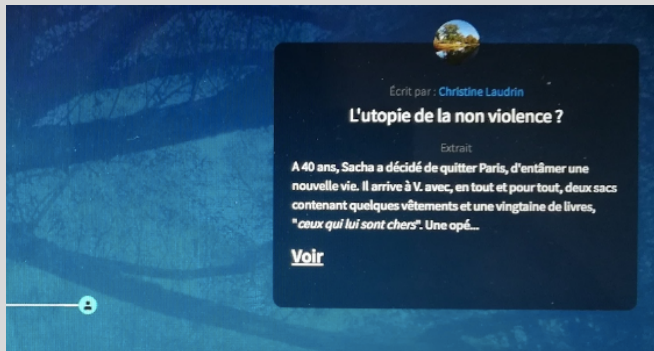 Écrit par : Christine Laudrin
L'utopie de la non violence ?
Extrait
A 40 ans, Sacha a décidé de quitter Paris, d'entâmer une
nouvelle vie. Il arrive à V. avec, en tout et pour tout, deux sacs
contenant quelques vêtements et une vingtaine de livres,
"ceux qui lui sont chers". Une opé...
Voir